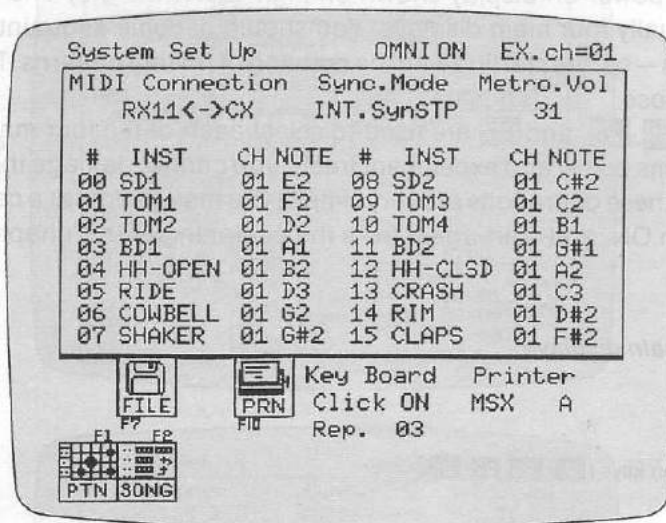 System Set Up OMNI ON EX.ch=01
MIDI Connection Sync.Mode Metro.Vol
RX11<->CX INT.SynSTP 31
# INST CH NOTE # INST CH NOTE
00 SD1 01 E2 08 SD2 01 C#2
01 TOM1 01 F2 09 TOM3 01 C2
02 TOM2 01 D2 10 TOM4 01 B1
03 BD1 01 A1 11 BD2 01 G#1
04 HH-OPEN 01 B2 12 HH-CLSD 01 A2
05 RIDE 01 D3 13 CRASH 01 C3
06 COWBELL 01 G2 14 RIM 01 D#2
07 SHAKER 01 G#2 15 CLAPS 01 F#2
Key Board Printer
FILE PRN Click ON MSX A
F7 F10 Rep. 03
F1 F2
PTN SONG